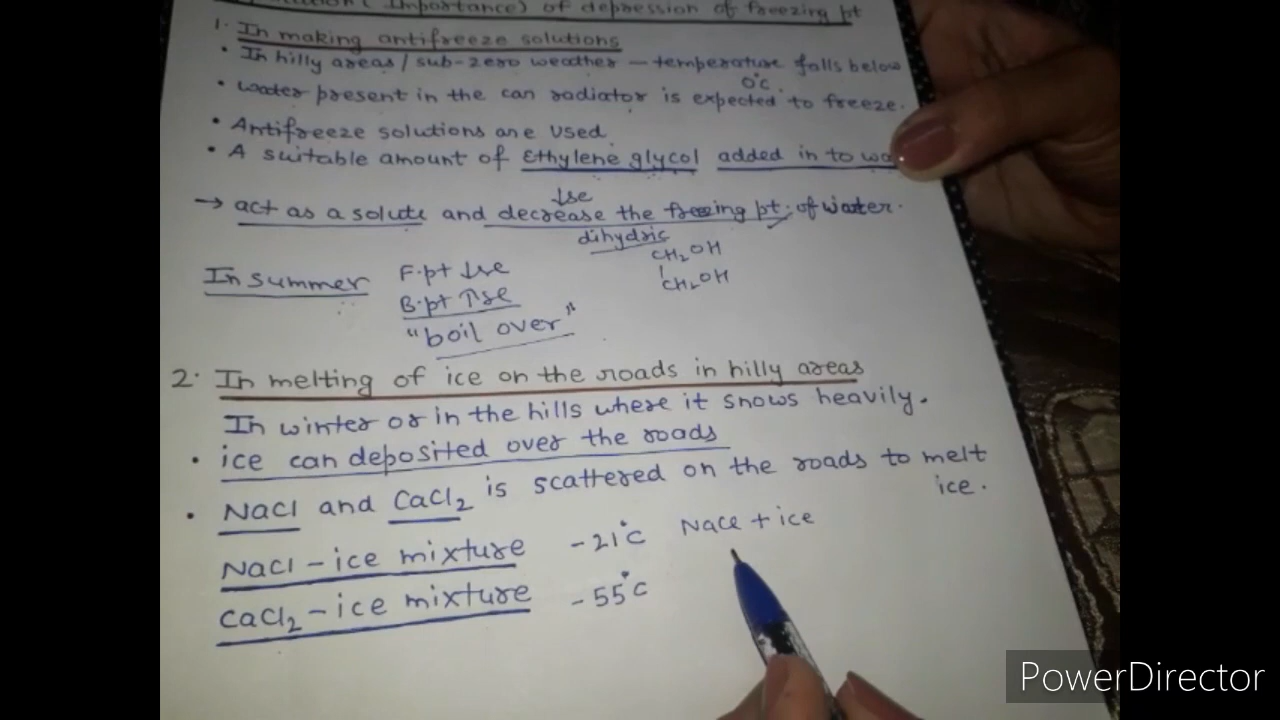 (Importance) of depression of freezing pt
1. In making antifreeze solutions
• In hilly areas / sub-zero weather — temperature falls below 0°C.
• water present in the car radiator is expected to freeze.
• Antifreeze solutions are used
• A suitable amount of Ethylene glycol added in to
↓se
→ act as a solute and decrease the freezing pt. of water.
dihydric
CH2OH
CH2OH
In summer
F.pt ↓se
B.pt ↑se
"boil over"
2. In melting of ice on the roads in hilly areas
In winter or in the hills where it snows heavily.
• ice can deposited over the roads
• NaCl and CaCl2 is scattered on the roads to melt ice.
NaCl - ice mixture -21°C NaCl + ice
CaCl2 - ice mixture -55°C
PowerDirector